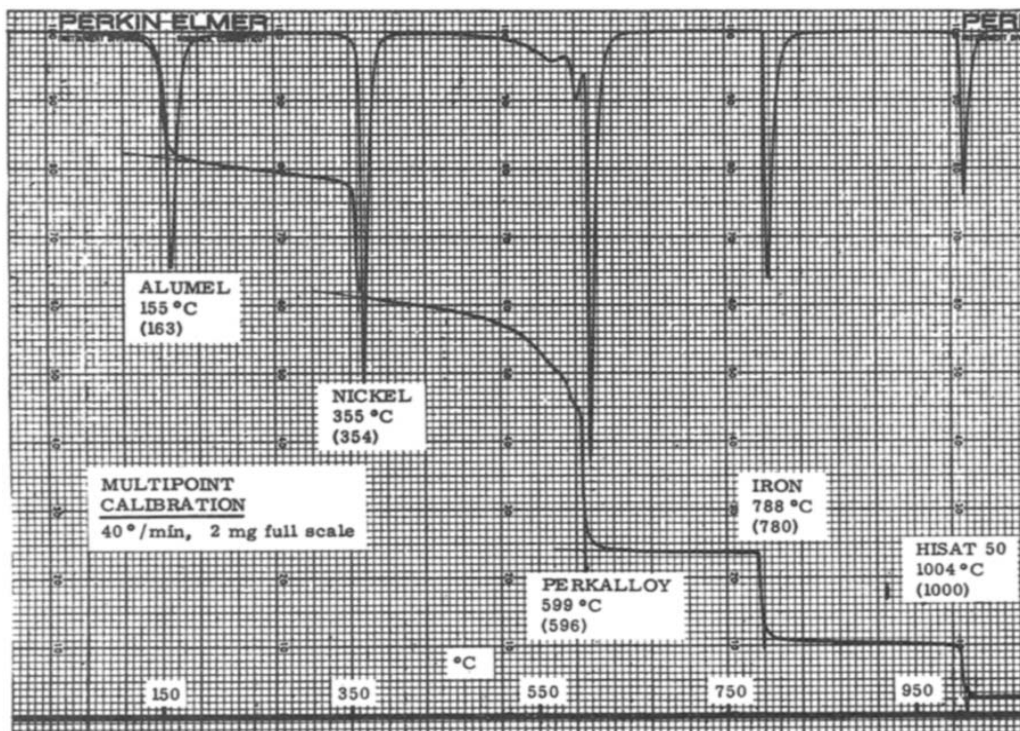 PERKIN-ELMER
PER
ALUMEL
155 °C
(163)
NICKEL
355 °C
(354)
MULTIPOINT
CALIBRATION
40°/min, 2 mg full scale
IRON
788 °C
(780)
HISAT 50
1004 °C
(1000)
PERKALLOY
599 °C
(596)
°C
150
350
550
750
950